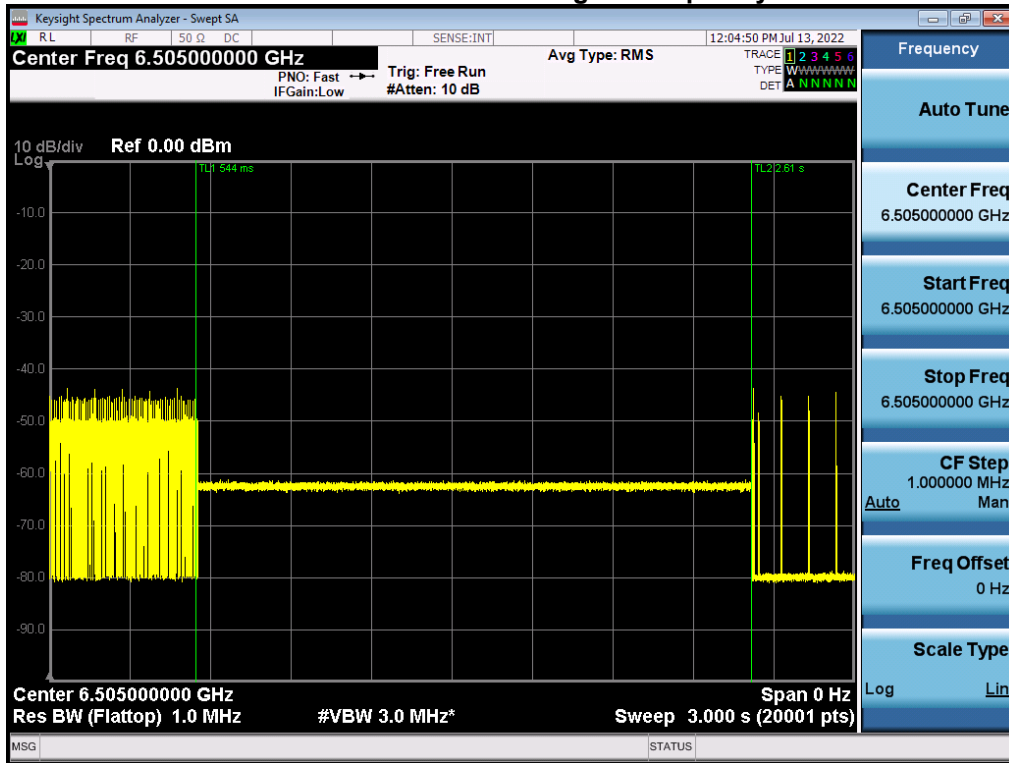 Keysight Spectrum Analyzer - Swept SA
LXI RL RF 50 Ω DC SENSE:INT 12:04:50 PM Jul 13, 2022
Center Freq 6.505000000 GHz
PNO: Fast
IFGain:Low
Trig: Free Run
#Atten: 10 dB
Avg Type: RMS
TRACE 1 2 3 4 5 6
TYPE WWWWWW
DET A N N N N N
10 dB/div Ref 0.00 dBm
Log
TL1 544 ms TL2 2.61 s
-10.0
-20.0
-30.0
-40.0
-50.0
-60.0
-70.0
-80.0
-90.0
Center 6.505000000 GHz Span 0 Hz
Res BW (Flattop) 1.0 MHz #VBW 3.0 MHz* Sweep 3.000 s (20001 pts)
MSG STATUS
Frequency
Auto Tune
Center Freq
6.505000000 GHz
Start Freq
6.505000000 GHz
Stop Freq
6.505000000 GHz
CF Step
1.000000 MHz
Auto Man
Freq Offset
0 Hz
Scale Type
Log Lin